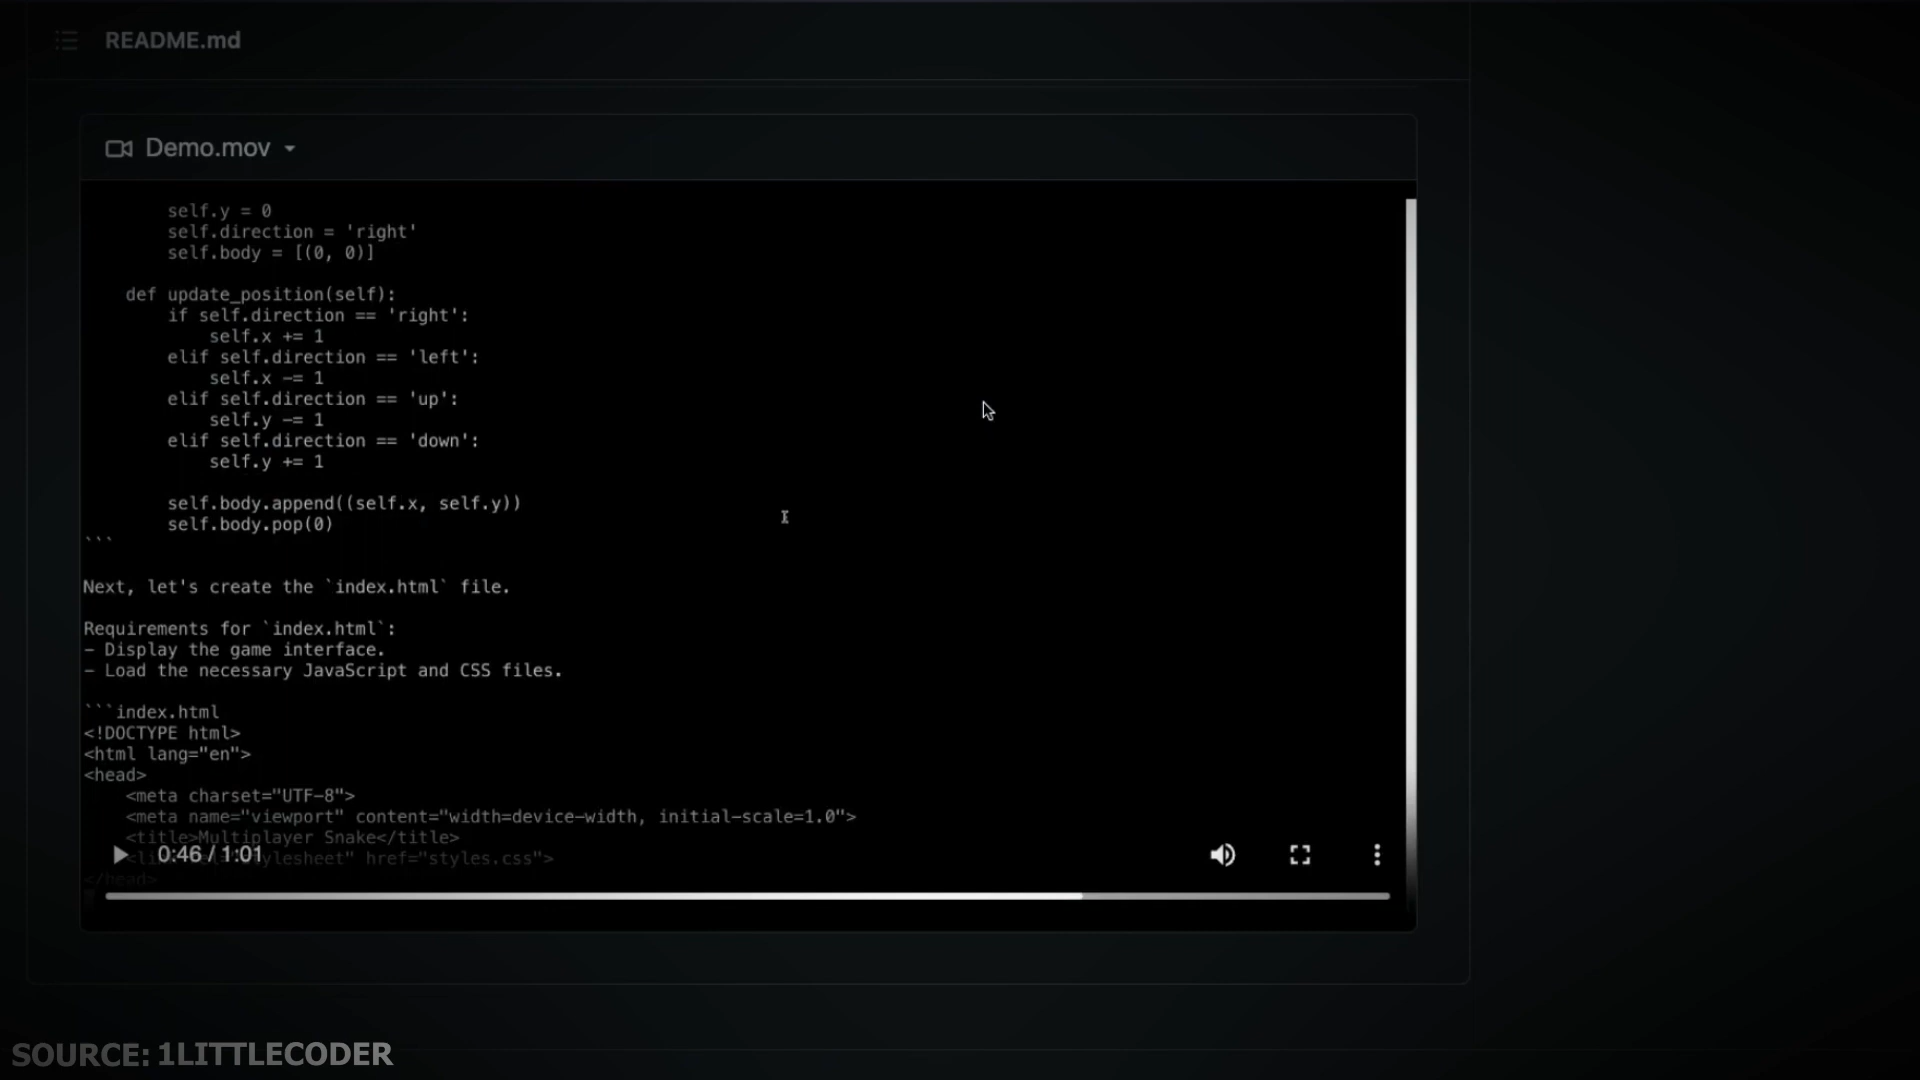 README.md
Demo.mov
        self.y = 0
        self.direction = 'right'
        self.body = [(0, 0)]
    def update_position(self):
        if self.direction == 'right':
            self.x += 1
        elif self.direction == 'left':
            self.x -= 1
        elif self.direction == 'up':
            self.y -= 1
        elif self.direction == 'down':
            self.y += 1
        self.body.append((self.x, self.y))
        self.body.pop(0)
```
Next, let's create the `index.html` file.
Requirements for `index.html`:
- Display the game interface.
- Load the necessary JavaScript and CSS files.
```index.html
<!DOCTYPE html>
<html lang="en">
<head>
    <meta charset="UTF-8">
    <meta name="viewport" content="width=device-width, initial-scale=1.0">
    <title>Multiplayer Snake</title>
0:46 / 1:01
stylesheet" href="styles.css">
</head>
SOURCE: 1LITTLECODER